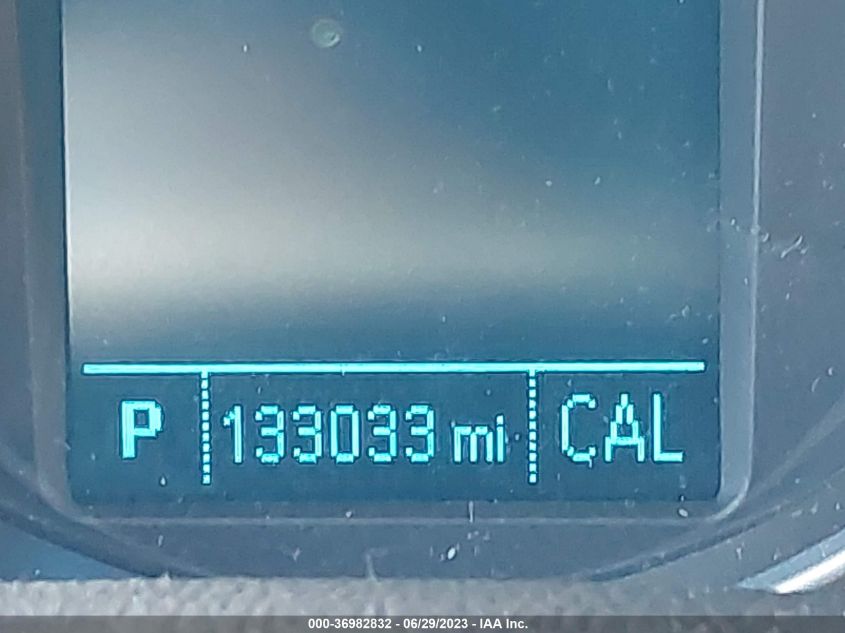 P 133033 mi CAL
000-36982832 - 06/29/2023 - IAA Inc.